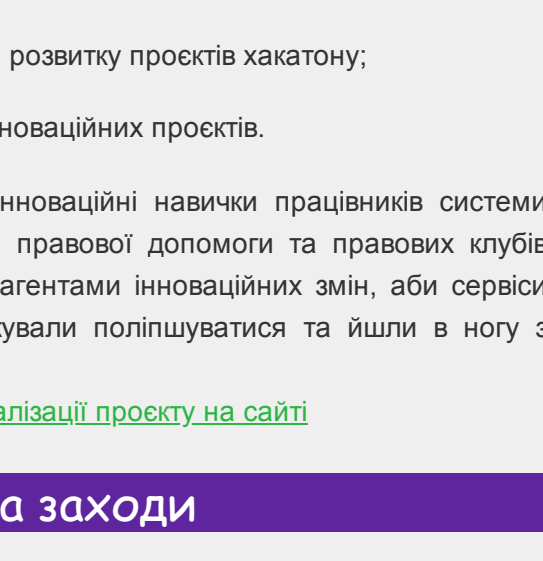 розвитку проєктів хакатону;
новаційних проєктів.
нноваційні навички працівників системи
правової допомоги та правових клубів
агентами інноваційних змін, аби сервіси
кували поліпшуватися та йшли в ногу з
алізації проєкту на сайті
а заходи